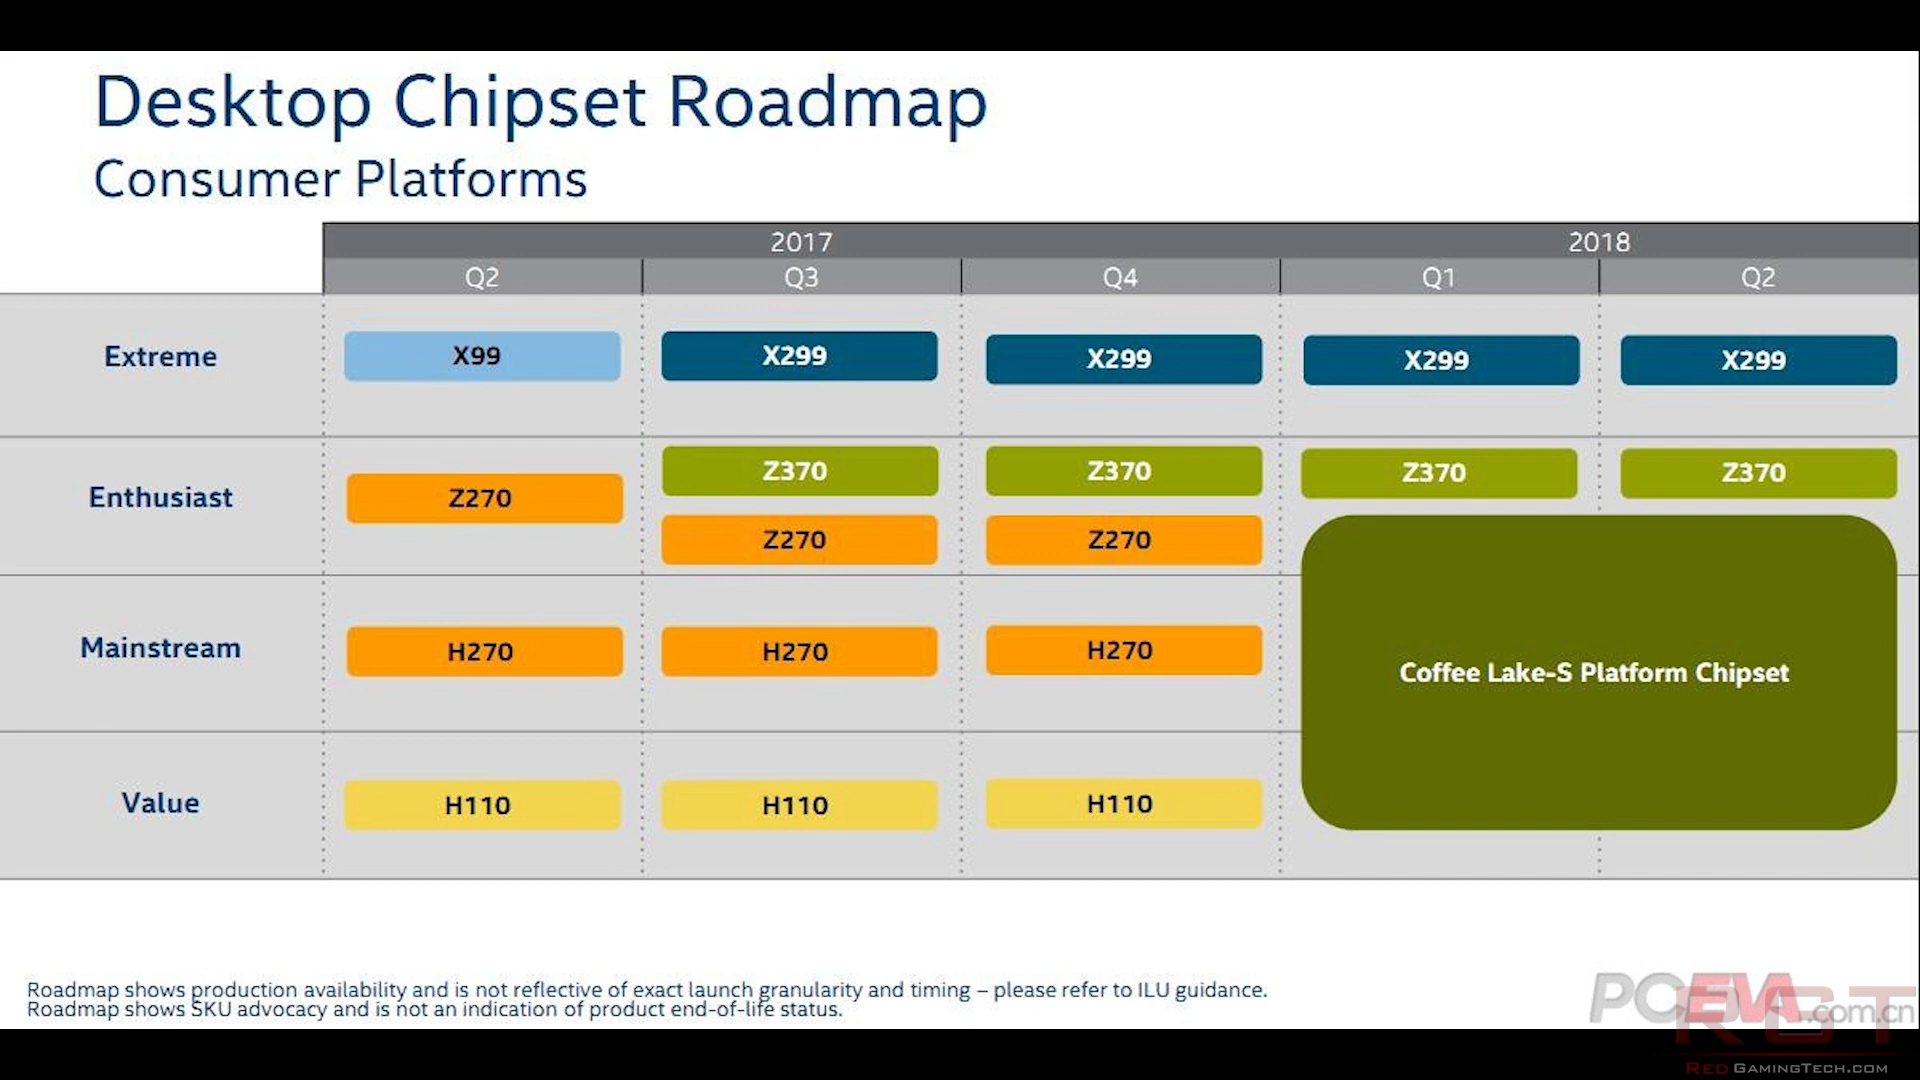 Desktop Chipset Roadmap
Consumer Platforms
2017 2018
Q2 Q3 Q4 Q1 Q2
Extreme X99 X299 X299 X299 X299
Enthusiast Z270 Z370 Z370 Z370 Z370
Z270 Z270
Mainstream H270 H270 H270
Coffee Lake-S Platform Chipset
Value H110 H110 H110
Roadmap shows production availability and is not reflective of exact launch granularity and timing – please refer to ILU guidance.
Roadmap shows SKU advocacy and is not an indication of product end-of-life status.
PCEVA.com.cn
RGT
REDGAMINGTECH.COM